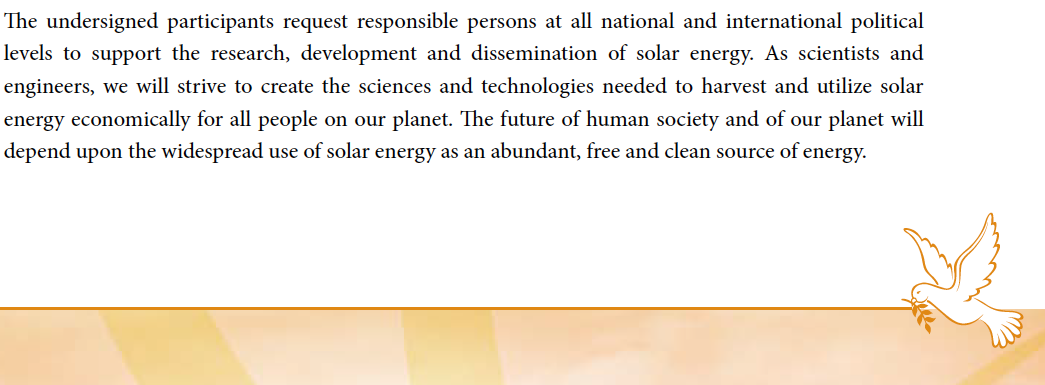 The undersigned participants request responsible persons at all national and international political
levels to support the research, development and dissemination of solar energy. As scientists and
engineers, we will strive to create the sciences and technologies needed to harvest and utilize solar
energy economically for all people on our planet. The future of human society and of our planet will
depend upon the widespread use of solar energy as an abundant, free and clean source of energy.